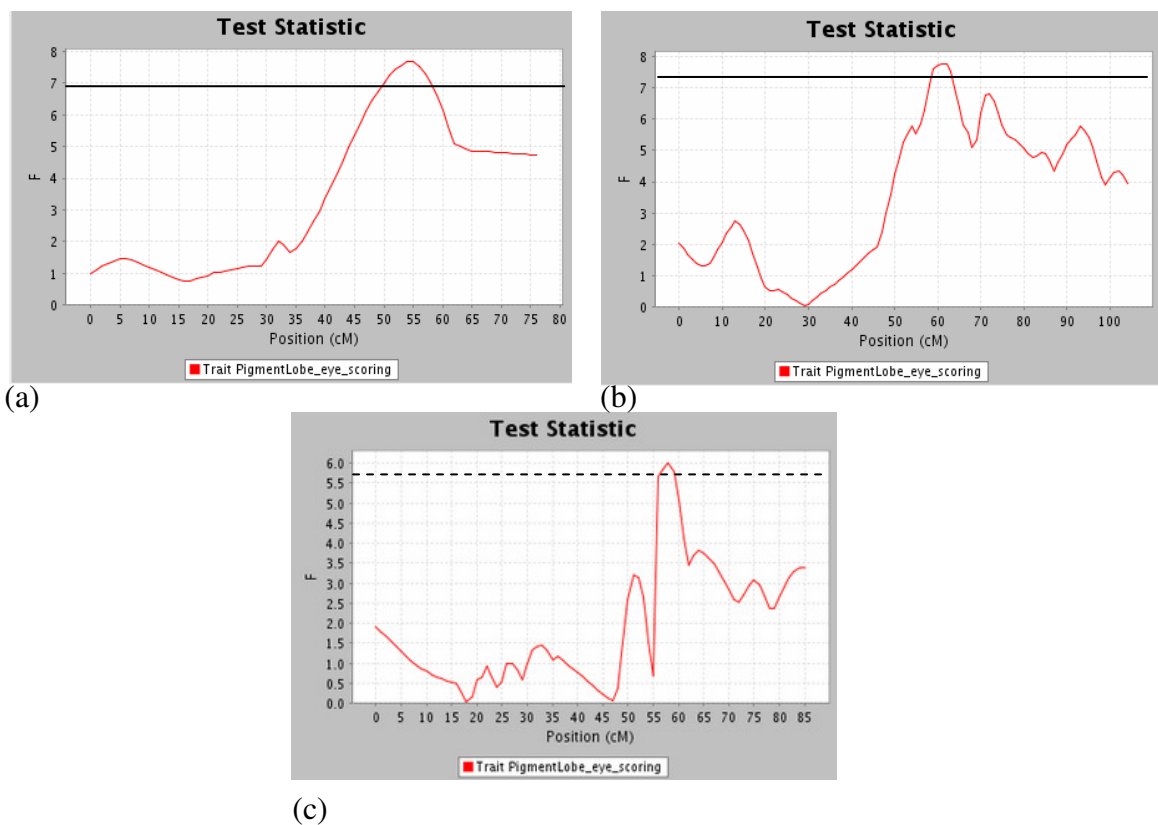 Test Statistic
8
7
6
5
4
3
2
1
0
F
0 5 10 15 20 25 30 35 40 45 50 55 60 65 70 75 80
Position (cM)
Trait PigmentLobe_eye_scoring
(a)
Test Statistic
8
7
6
5
4
3
2
1
0
F
0 10 20 30 40 50 60 70 80 90 100
Position (cM)
Trait PigmentLobe_eye_scoring
(b)
Test Statistic
6.0
5.5
5.0
4.5
4.0
3.5
3.0
2.5
2.0
1.5
1.0
0.5
0.0
F
0 5 10 15 20 25 30 35 40 45 50 55 60 65 70 75 80 85
Position (cM)
Trait PigmentLobe_eye_scoring
(c)